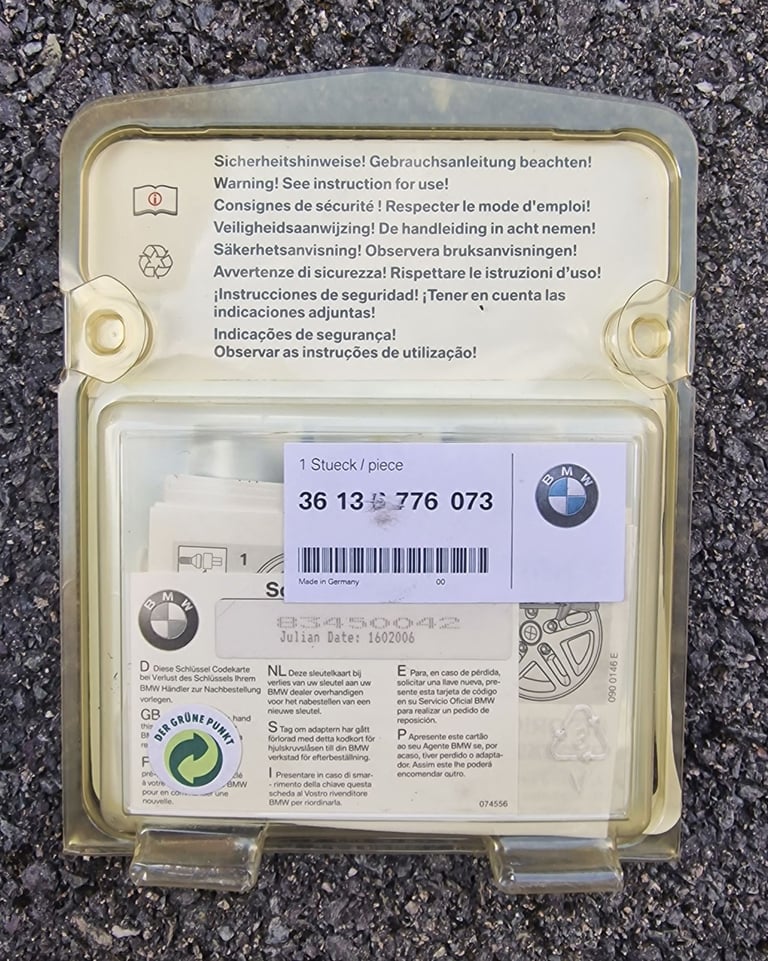 Sicherheitshinweise! Gebrauchsanleitung beachten!
Warning! See instruction for use!
Consignes de sécurité ! Respecter le mode d'emploi!
Veiligheidsaanwijzing! De handleiding in acht nemen!
Säkerhetsanvisning! Observera bruksanvisningen!
Avvertenze di sicurezza! Rispettare le istruzioni d'uso!
¡Instrucciones de seguridad! ¡Tener en cuenta las
indicaciones adjuntas!
Indicações de segurança!
Observar as instruções de utilização!
1 Stueck / piece
36 13 776 073
BMW
Made in Germany
00
1
BMW
83450042
Julian Date: 1602006
D Diese Schlüssel Codekarte
bei Verlust des Schlüssels Ihrem
BMW Händler zur Nachbestellung
vorlegen.
GB hand
F
pour en
nouvelle.
DER GRÜNE PUNKT
NL Deze sleutelkaart bij
verlies van uw sleutel aan uw
BMW dealer overhandigen
voor het nabestellen van een
nieuwe sleutel.
S Tag om adaptern har gått
förlorad med detta kodkort för
hjulskruvslåsen till din BMW
verkstad för efterbeställning.
I Presentare in caso di smar-
rimento della chiave questa
scheda al Vostro rivenditore
BMW per riordinarla.
E Para, en caso de pérdida,
solicitar una llave nueva, pre-
sente esta tarjeta de código
en su Servicio Oficial BMW
para realizar un pedido de
reposición.
P Apresente este cartão
ao seu Agente BMW se, por
acaso, tiver perdido o adapta-
dor. Assim este lhe poderá
encomendar outro.
074556
090 0146 E